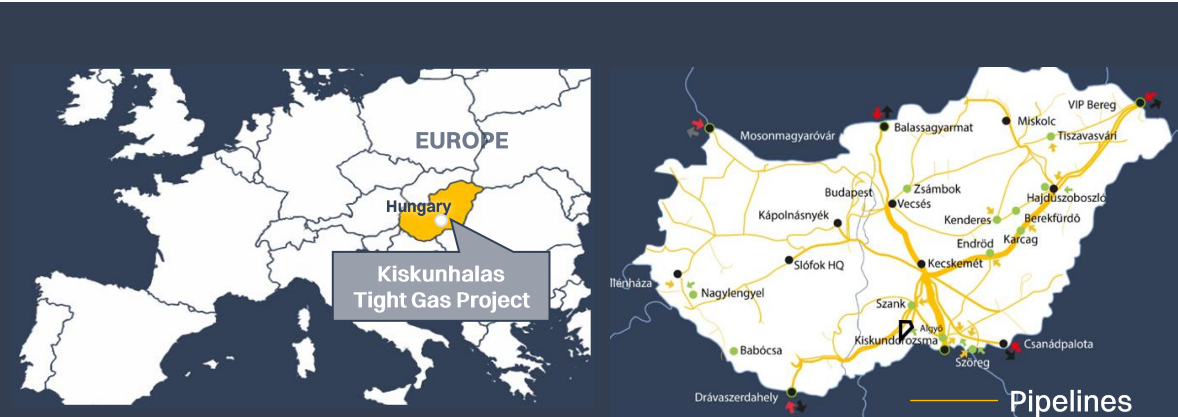 EUROPE
Hungary
Kiskunhalas
Tight Gas Project
VIP Bereg
Miskolc
Balassagyarmat
Mosonmagyaróvár
Tiszavasvári
Budapest
Zsámbok
Vecsés
Hajdúszoboszló
Kápolnásnyék
Kenderes
Berekfürdő
Karcag
Endrőd
Slófok HQ
Kecskemét
Nagylengyel
Szank
Algyő
Kiskundorozsma
Csanádpalota
Babócsa
Szőreg
Drávaszerdahely
Pipelines